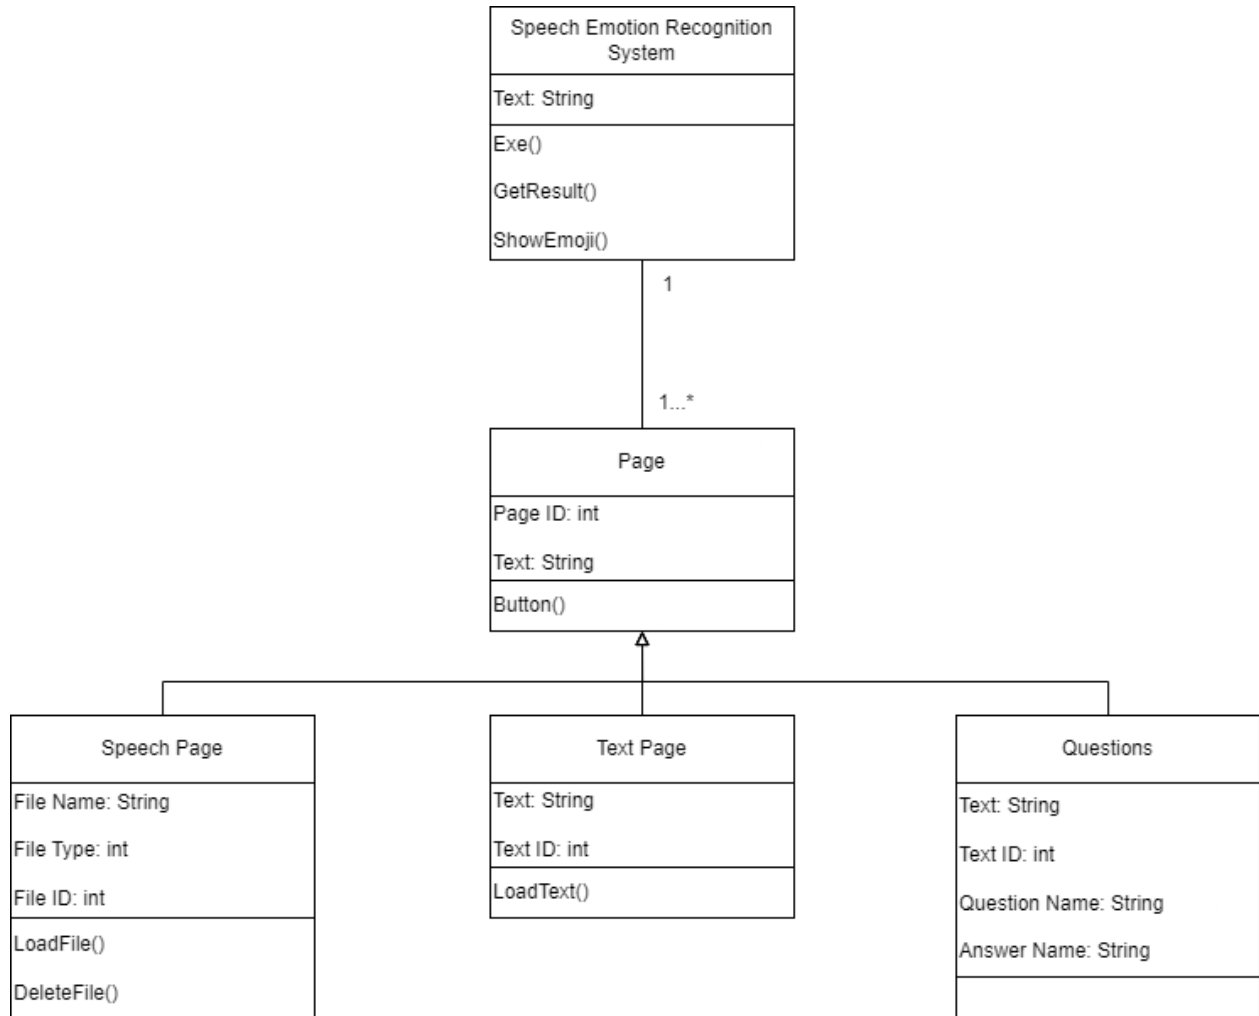 Speech Emotion Recognition
System
Text: String
Exe()
GetResult()
ShowEmoji()
1
1...*
Page
Page ID: int
Text: String
Button()
Speech Page
File Name: String
File Type: int
File ID: int
LoadFile()
DeleteFile()
Text Page
Text: String
Text ID: int
LoadText()
Questions
Text: String
Text ID: int
Question Name: String
Answer Name: String